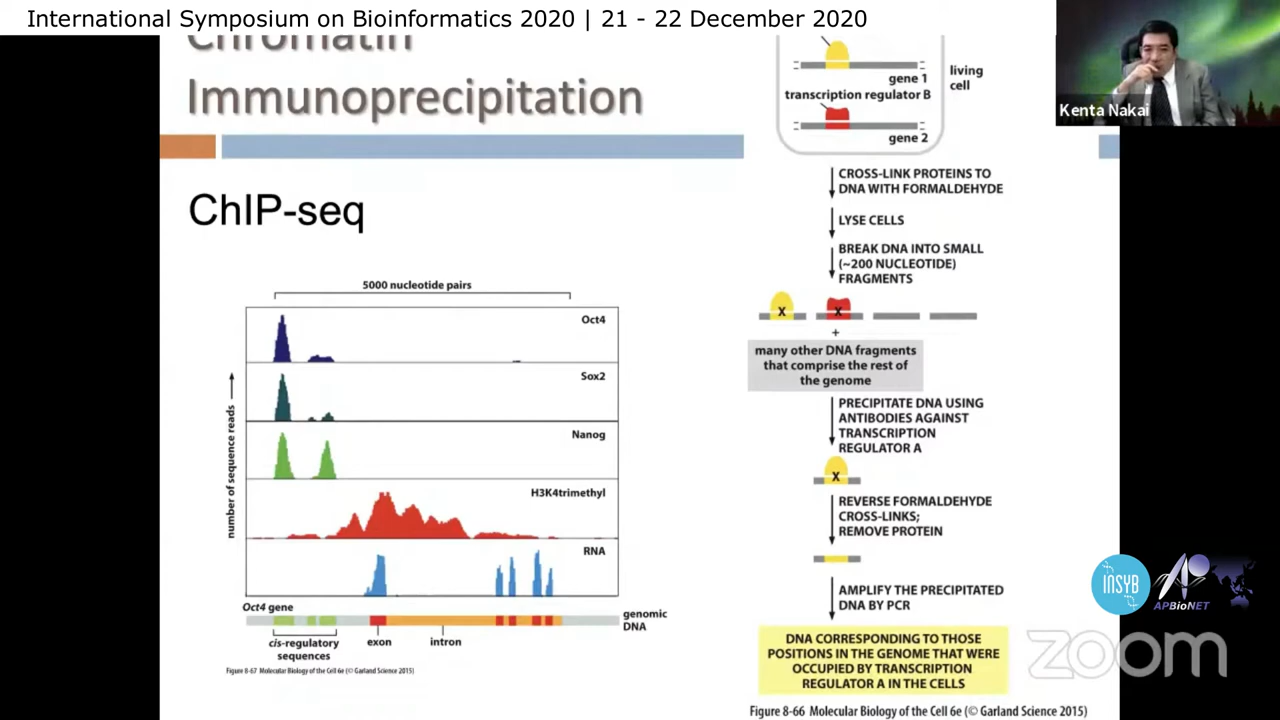 International Symposium on Bioinformatics 2020 | 21 - 22 December 2020
Chromatin
Immunoprecipitation
ChIP-seq
5000 nucleotide pairs
Oct4
Sox2
Nanog
H3K4trimethyl
RNA
number of sequence reads
Oct4 gene
genomic
DNA
cis-regulatory
sequences
exon
intron
Figure 8-67 Molecular Biology of the Cell 6e (© Garland Science 2015)
gene 1
living
cell
transcription regulator B
gene 2
CROSS-LINK PROTEINS TO
DNA WITH FORMALDEHYDE
LYSE CELLS
BREAK DNA INTO SMALL
(~200 NUCLEOTIDE)
FRAGMENTS
X
X
+
many other DNA fragments
that comprise the rest of
the genome
PRECIPITATE DNA USING
ANTIBODIES AGAINST
TRANSCRIPTION
REGULATOR A
X
REVERSE FORMALDEHYDE
CROSS-LINKS;
REMOVE PROTEIN
AMPLIFY THE PRECIPITATED
DNA BY PCR
DNA CORRESPONDING TO THOSE
POSITIONS IN THE GENOME THAT WERE
OCCUPIED BY TRANSCRIPTION
REGULATOR A IN THE CELLS
Figure 8-66 Molecular Biology of the Cell 6e (© Garland Science 2015)
Kenta Nakai
INSYB
APBioNET
zoom